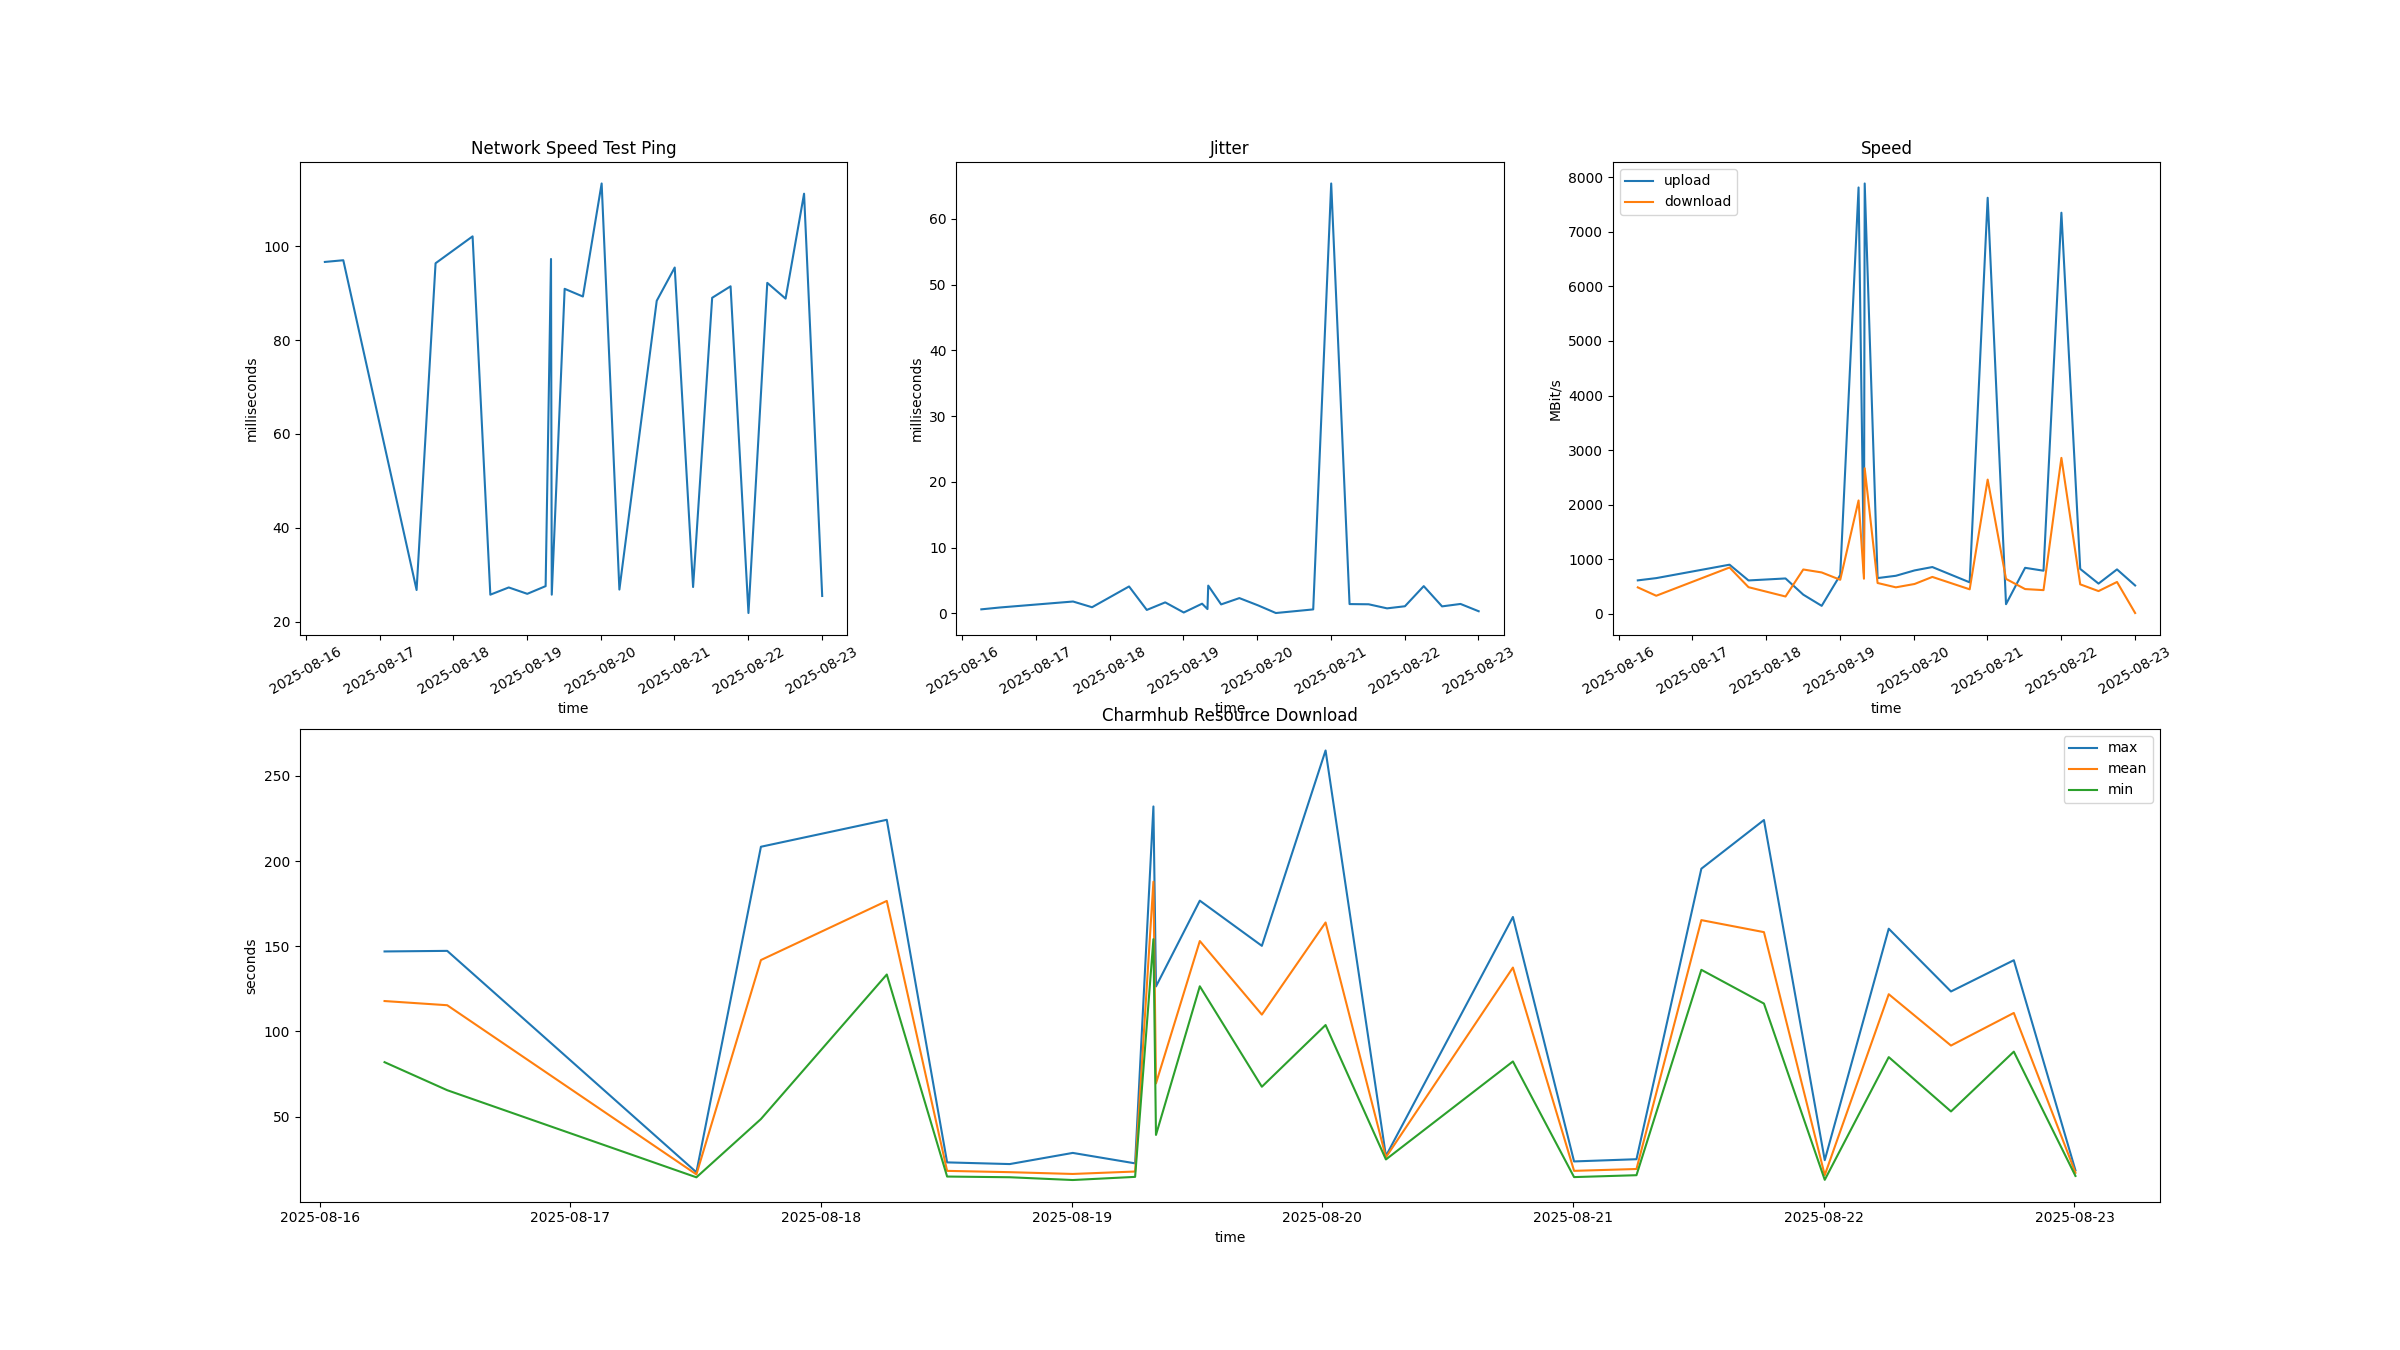 Network Speed Test Ping
milliseconds
100
80
60
40
20
2025-08-16 2025-08-17 2025-08-18 2025-08-19 2025-08-20 2025-08-21 2025-08-22 2025-08-23
time
Jitter
milliseconds
60
50
40
30
20
10
0
2025-08-16 2025-08-17 2025-08-18 2025-08-19 2025-08-20 2025-08-21 2025-08-22 2025-08-23
time
Speed
upload
download
MBit/s
8000
7000
6000
5000
4000
3000
2000
1000
0
2025-08-16 2025-08-17 2025-08-18 2025-08-19 2025-08-20 2025-08-21 2025-08-22 2025-08-23
time
Charmhub Resource Download
max
mean
min
seconds
250
200
150
100
50
2025-08-16 2025-08-17 2025-08-18 2025-08-19 2025-08-20 2025-08-21 2025-08-22 2025-08-23
time